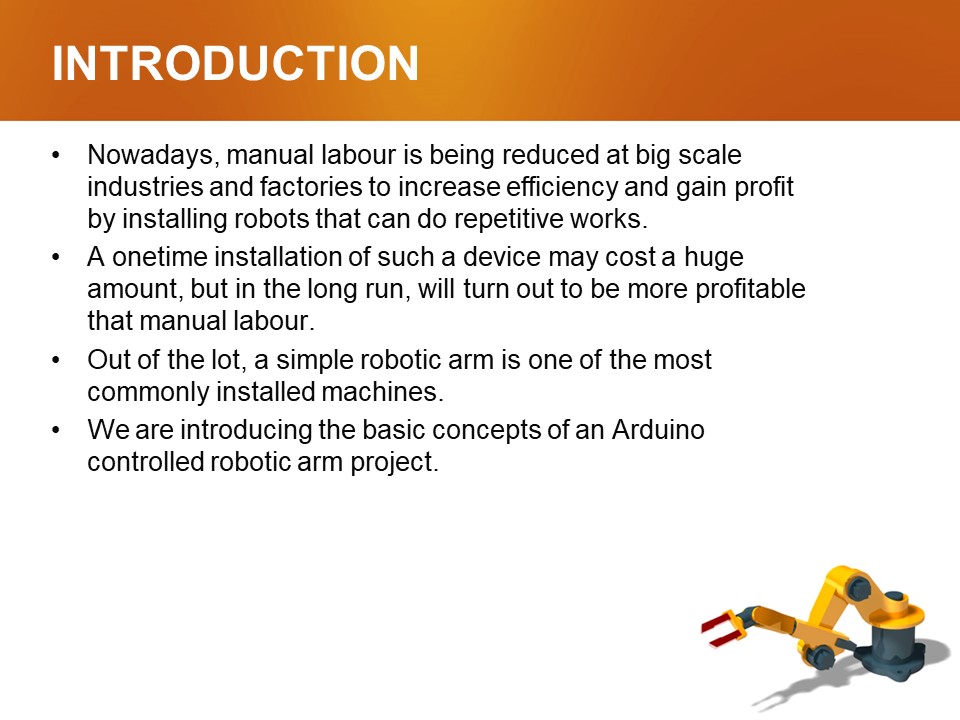 INTRODUCTION
• Nowadays, manual labour is being reduced at big scale
industries and factories to increase efficiency and gain profit
by installing robots that can do repetitive works.
• A onetime installation of such a device may cost a huge
amount, but in the long run, will turn out to be more profitable
that manual labour.
• Out of the lot, a simple robotic arm is one of the most
commonly installed machines.
• We are introducing the basic concepts of an Arduino
controlled robotic arm project.